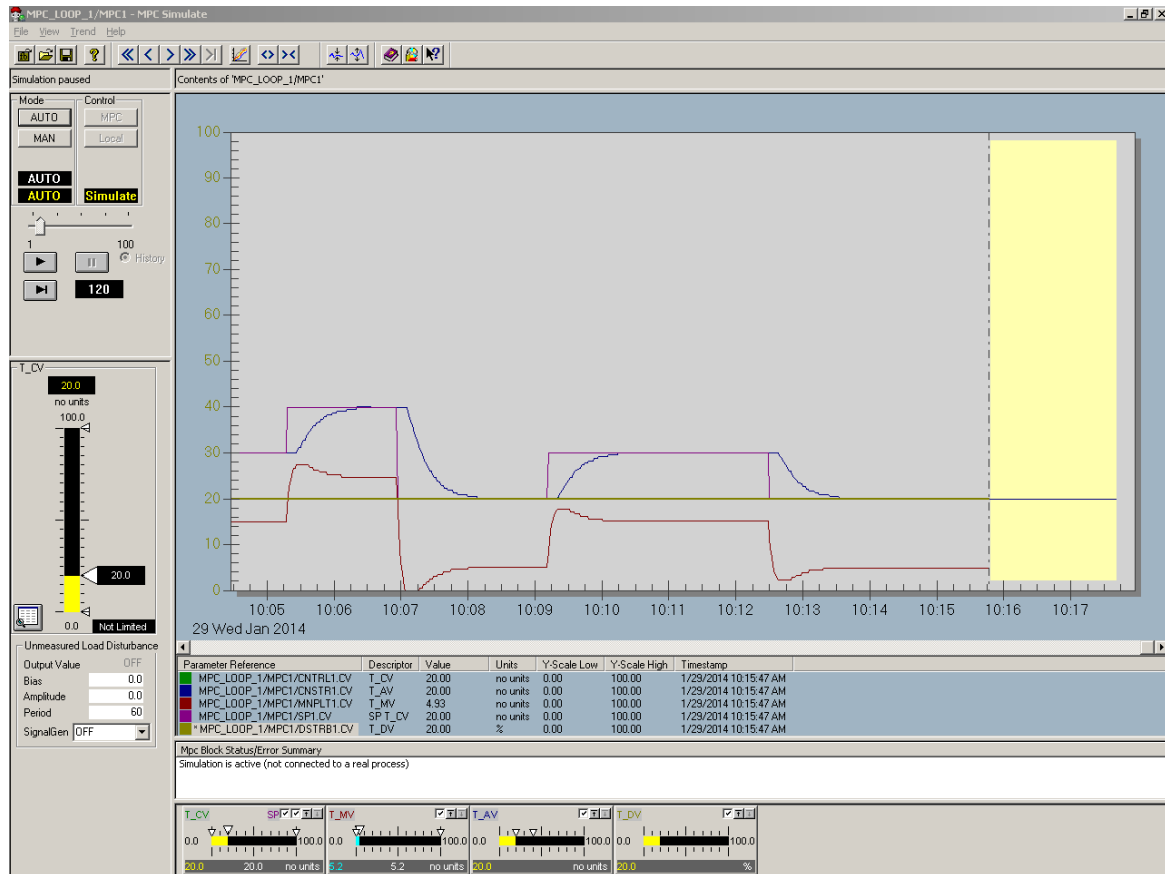 MPC_LOOP_1/MPC1 - MPC Simulate
File View Trend Help
Simulation paused
Contents of 'MPC_LOOP_1/MPC1'
Mode
Control
AUTO
MPC
MAN
Local
AUTO
AUTO
Simulate
1
100
History
120
T_CV
20.0
no units
100.0
20.0
0.0
Not Limited
Unmeasured Load Disturbance
Output Value OFF
Bias 0.0
Amplitude 0.0
Period 60
SignalGen OFF
100
90
80
70
60
50
40
30
20
10
0
10:05 10:06 10:07 10:08 10:09 10:10 10:11 10:12 10:13 10:14 10:15 10:16 10:17
29 Wed Jan 2014
Parameter Reference Descriptor Value Units Y-Scale Low Y-Scale High Timestamp
MPC_LOOP_1/MPC1/CNTRL1.CV T_CV 20.00 no units 0.00 100.00 1/29/2014 10:15:47 AM
MPC_LOOP_1/MPC1/CNSTR1.CV T_AV 20.00 no units 0.00 100.00 1/29/2014 10:15:47 AM
MPC_LOOP_1/MPC1/MNPLT1.CV T_MV 4.93 no units 0.00 100.00 1/29/2014 10:15:47 AM
MPC_LOOP_1/MPC1/SP1.CV SP T_CV 20.00 no units 0.00 100.00 1/29/2014 10:15:47 AM
* MPC_LOOP_1/MPC1/DSTRB1.CV T_DV 20.00 % 0.00 100.00 1/29/2014 10:15:47 AM
Mpc Block Status/Error Summary
Simulation is active (not connected to a real process)
T_CV SP
0.0 100.0
20.0 20.0 no units
T_MV
0.0 100.0
5.2 5.2 no units
T_AV
0.0 100.0
20.0 no units
T_DV
0.0 100.0
20.0 %